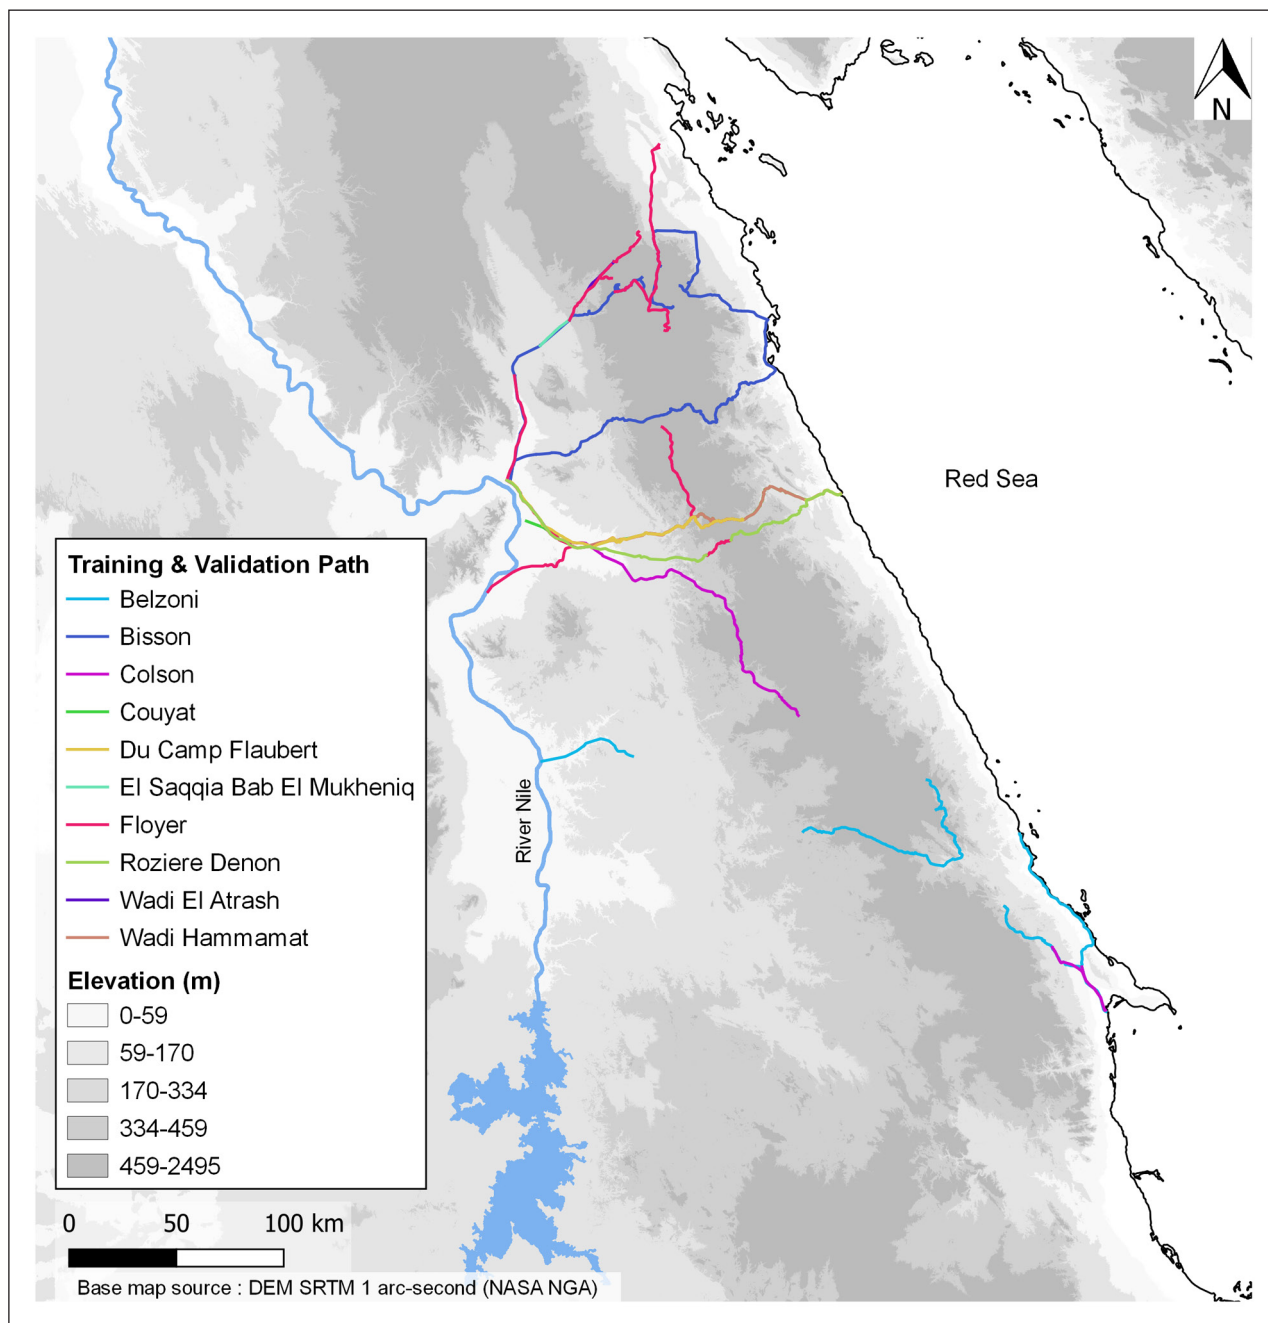 N
Red Sea
River Nile
Training & Validation Path
Belzoni
Bisson
Colson
Couyat
Du Camp Flaubert
El Saqqia Bab El Mukheniq
Floyer
Roziere Denon
Wadi El Atrash
Wadi Hammamat
Elevation (m)
0-59
59-170
170-334
334-459
459-2495
0 50 100 km
Base map source : DEM SRTM 1 arc-second (NASA NGA)